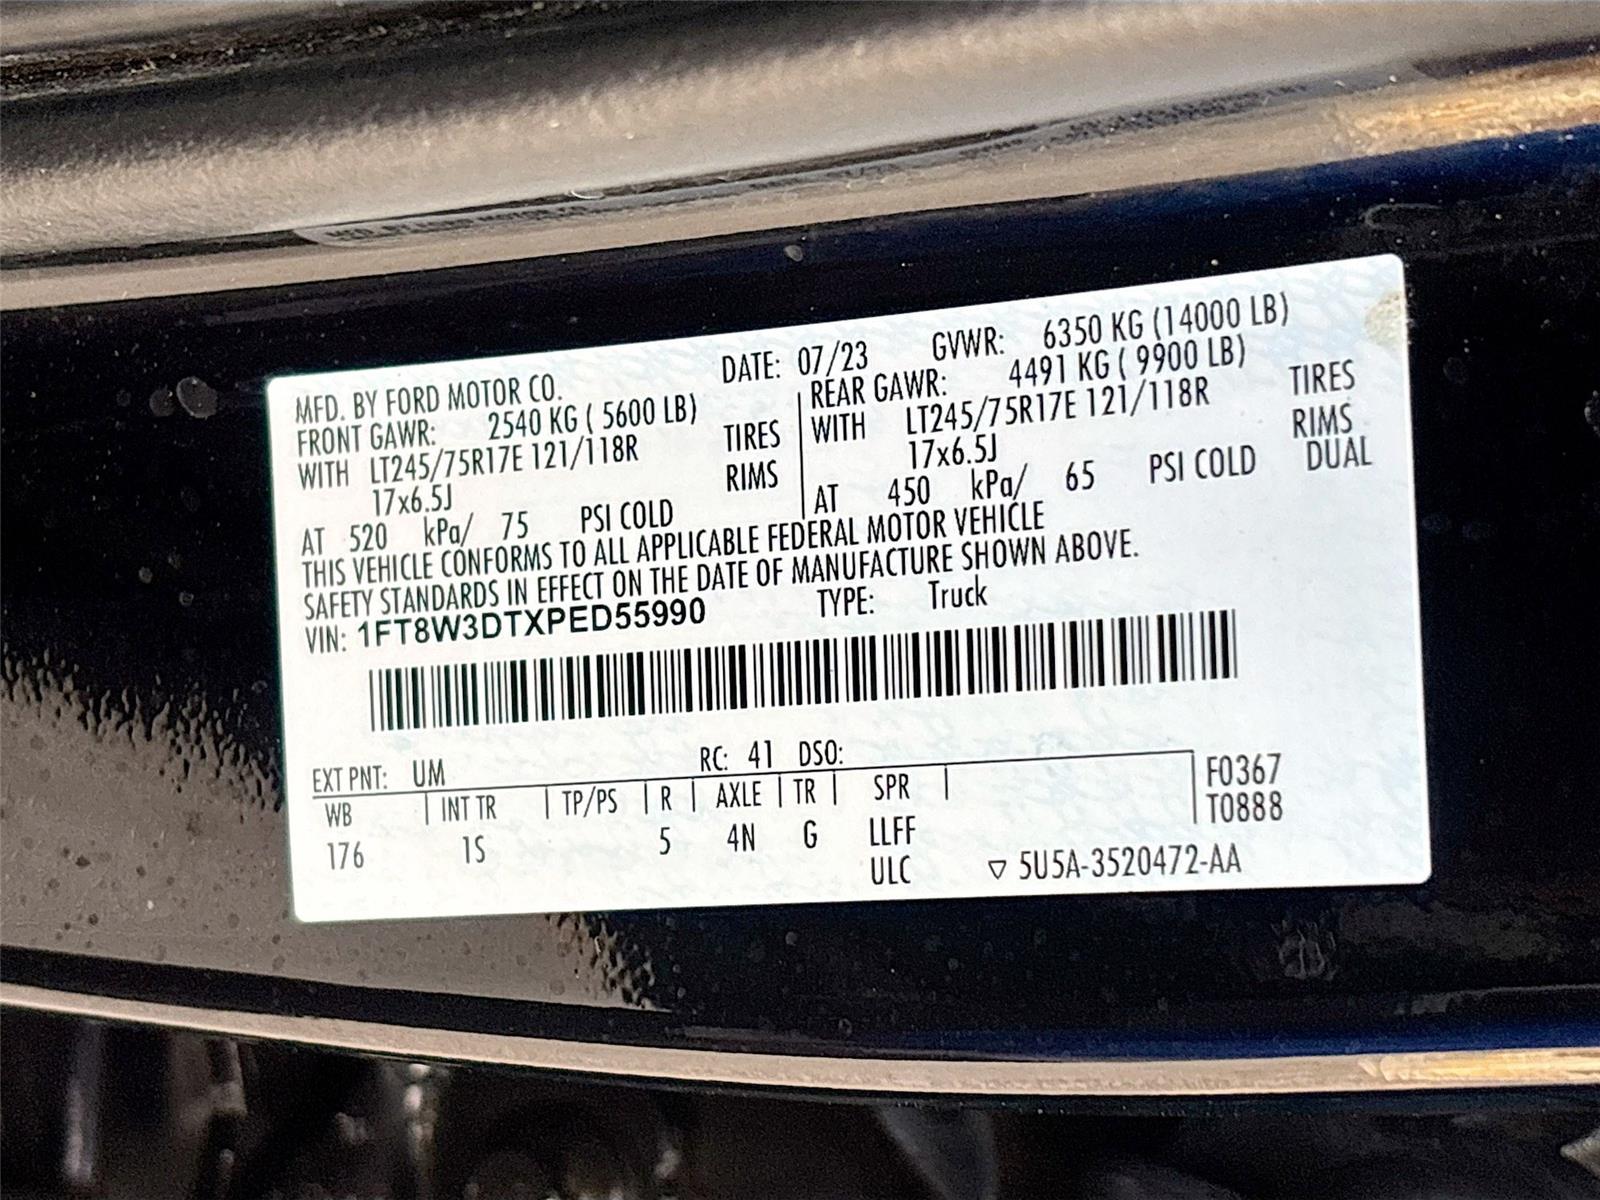 MFD. BY FORD MOTOR CO. DATE: 07/23 GVWR: 6350 KG (14000 LB)
FRONT GAWR: 2540 KG ( 5600 LB) REAR GAWR: 4491 KG ( 9900 LB)
WITH LT245/75R17E 121/118R TIRES WITH LT245/75R17E 121/118R TIRES
17x6.5J RIMS 17x6.5J RIMS
AT 520 kPa/ 75 PSI COLD AT 450 kPa/ 65 PSI COLD DUAL
THIS VEHICLE CONFORMS TO ALL APPLICABLE FEDERAL MOTOR VEHICLE
SAFETY STANDARDS IN EFFECT ON THE DATE OF MANUFACTURE SHOWN ABOVE.
VIN: 1FT8W3DTXPED55990 TYPE: Truck
EXT PNT: UM RC: 41 DSO:
WB INT TR TP/PS R AXLE TR SPR F0367
176 1S 5 4N G LLFF T0888
ULC ▽ 5U5A-3520472-AA